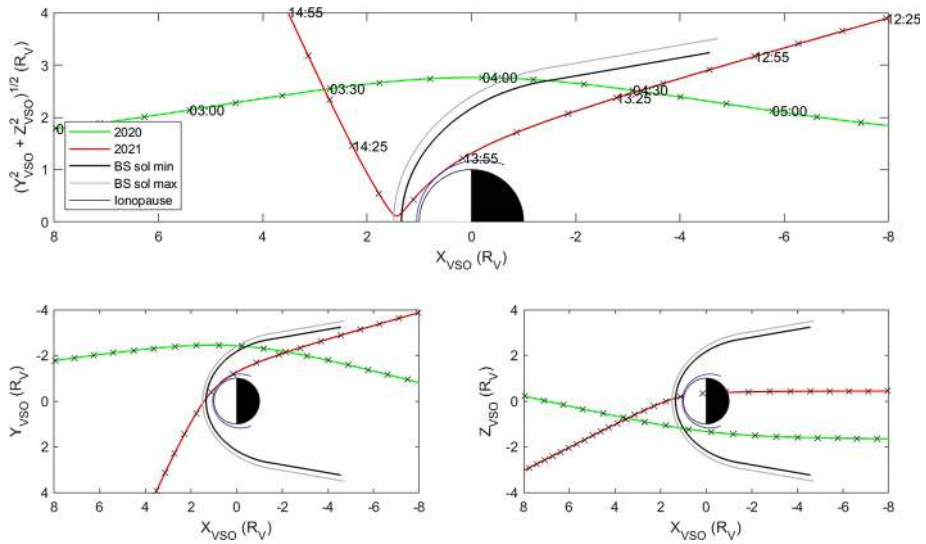 14:55
12:25
4
3
2
1
0
(Y²VSO + Z²VSO)^1/2 (RV)
04:00
03:30
12:55
04:30
13:25
03:00
05:00
14:25
13:55
2020
2021
BS sol min
BS sol max
Ionopause
8 6 4 2 0 -2 -4 -6 -8
XVSO (RV)
-4
-2
0
2
4
YVSO (RV)
8 6 4 2 0 -2 -4 -6 -8
XVSO (RV)
4
2
0
-2
-4
ZVSO (RV)
8 6 4 2 0 -2 -4 -6 -8
XVSO (RV)